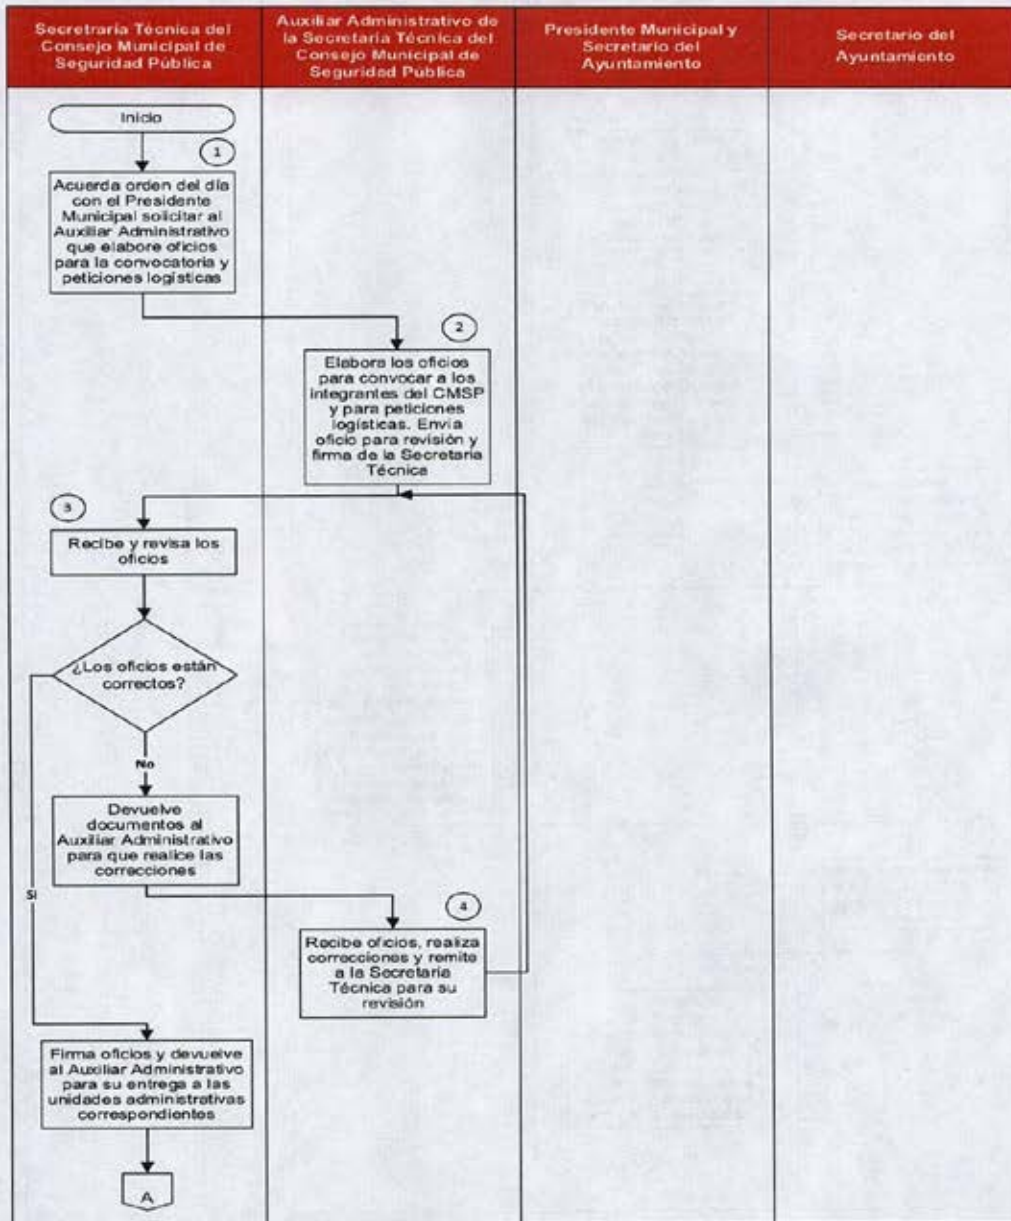 Secretraría Técnica del
Consejo Municipal de
Seguridad Pública
Auxiliar Administrativo de
la Secretaria Técnica del
Consejo Municipal de
Seguridad Pública
Presidente Municipal y
Secretario del
Ayuntamiento
Secretario del
Ayuntamiento
Inicio
1
Acuerda orden del día
con el Presidente
Municipal solicitar al
Auxiliar Administrativo
que elabore oficios
para la convocatoria y
peticiones logísticas
2
Elabora los oficios
para convocar a los
integrantes del CMSP
y para peticiones
logísticas. Envía
oficio para revisión y
firma de la Secretaria
Técnica
3
Recibe y revisa los
oficios
¿Los oficios están
correctos?
No
Devuelve
documentos al
Auxiliar Administrativo
para que realice las
correcciones
Si
4
Recibe oficios, realiza
correcciones y remite
a la Secretaría
Técnica para su
revisión
Firma oficios y devuelve
al Auxiliar Administrativo
para su entrega a las
unidades administrativas
correspondientes
A